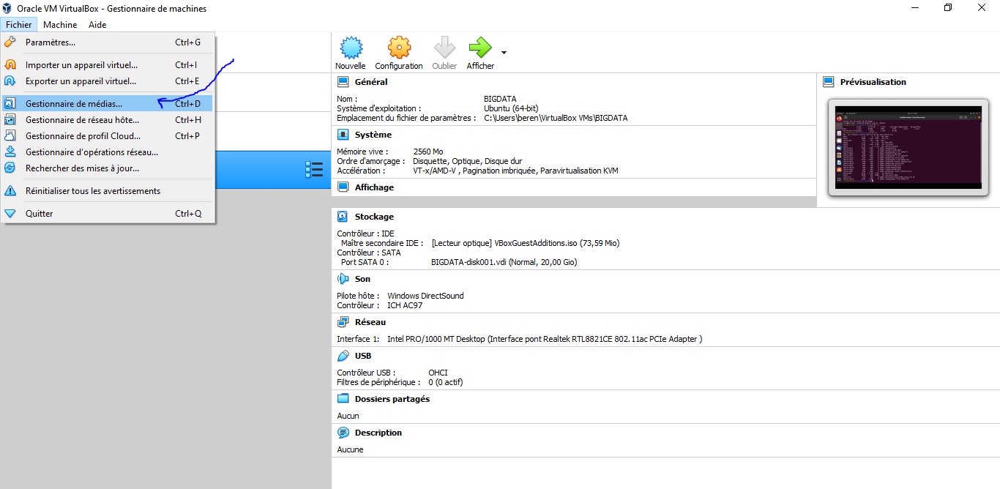 Oracle VM VirtualBox - Gestionnaire de machines
Fichier Machine Aide
Paramètres... Ctrl+G
Importer un appareil virtuel... Ctrl+I
Exporter un appareil virtuel... Ctrl+E
Gestionnaire de médias... Ctrl+D
Gestionnaire de réseau hôte... Ctrl+H
Gestionnaire de profil Cloud... Ctrl+P
Gestionnaire d'opérations réseau...
Rechercher des mises à jour...
Réinitialiser tous les avertissements
Quitter Ctrl+Q
Nouvelle Configuration Oublier Afficher
Général
Nom : BIGDATA
Système d'exploitation : Ubuntu (64-bit)
Emplacement du fichier de paramètres : C:\Users\beren\VirtualBox VMs\BIGDATA
Système
Mémoire vive : 2560 Mo
Ordre d'amorçage : Disquette, Optique, Disque dur
Accélération : VT-x/AMD-V , Pagination imbriquée, Paravirtualisation KVM
Affichage
Prévisualisation
Stockage
Contrôleur : IDE
Maître secondaire IDE : [Lecteur optique] VBoxGuestAdditions.iso (73,59 Mio)
Contrôleur : SATA
Port SATA 0 : BIGDATA-disk001.vdi (Normal, 20,00 Gio)
Son
Pilote hôte : Windows DirectSound
Contrôleur : ICH AC97
Réseau
Interface 1: Intel PRO/1000 MT Desktop (Interface pont Realtek RTL8821CE 802.11ac PCIe Adapter )
USB
Contrôleur USB : OHCI
Filtres de périphérique : 0 (0 actif)
Dossiers partagés
Aucun
Description
Aucune